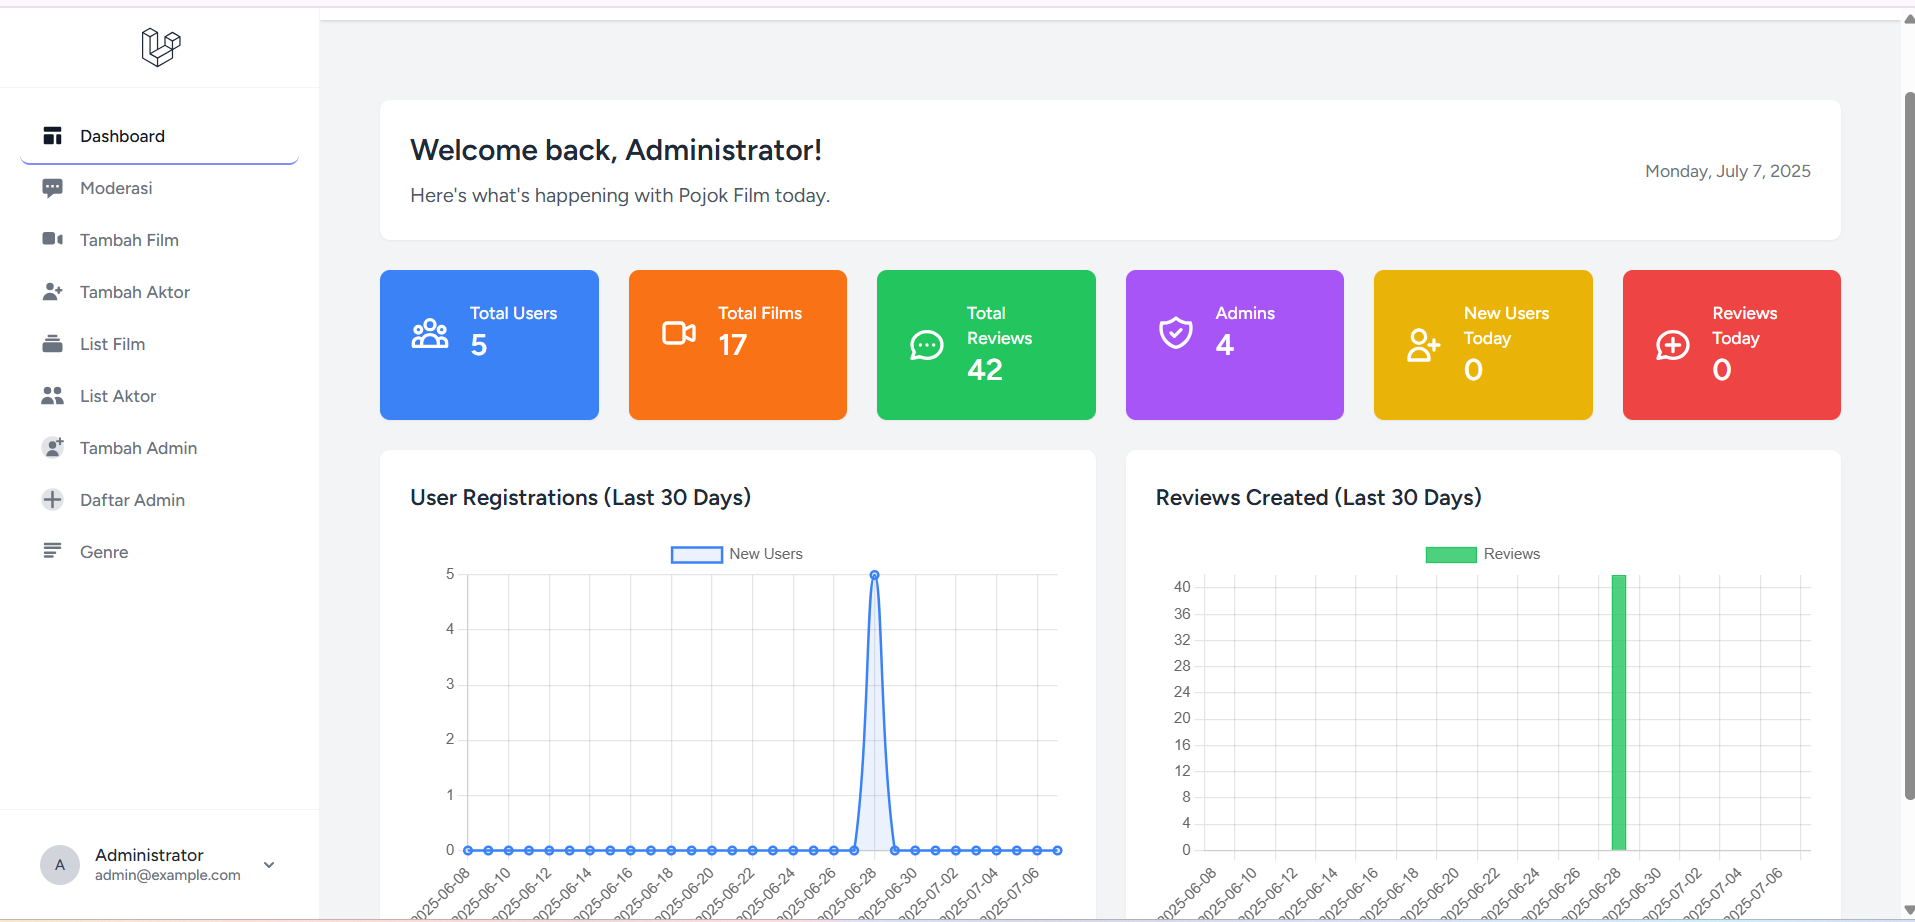 Dashboard
Moderasi
Tambah Film
Tambah Aktor
List Film
List Aktor
Tambah Admin
Daftar Admin
Genre
A
Administrator
admin@example.com
Welcome back, Administrator!
Here's what's happening with Pojok Film today.
Monday, July 7, 2025
Total Users
5
Total Films
17
Total
Reviews
42
Admins
4
New Users
Today
0
Reviews
Today
0
User Registrations (Last 30 Days)
New Users
5
4
3
2
1
0
2025-06-08
2025-06-10
2025-06-12
2025-06-14
2025-06-16
2025-06-18
2025-06-20
2025-06-22
2025-06-24
2025-06-26
2025-06-28
2025-06-30
2025-07-02
2025-07-04
2025-07-06
Reviews Created (Last 30 Days)
Reviews
40
36
32
28
24
20
16
12
8
4
0
2025-06-08
2025-06-10
2025-06-12
2025-06-14
2025-06-16
2025-06-18
2025-06-20
2025-06-22
2025-06-24
2025-06-26
2025-06-28
2025-06-30
2025-07-02
2025-07-04
2025-07-06